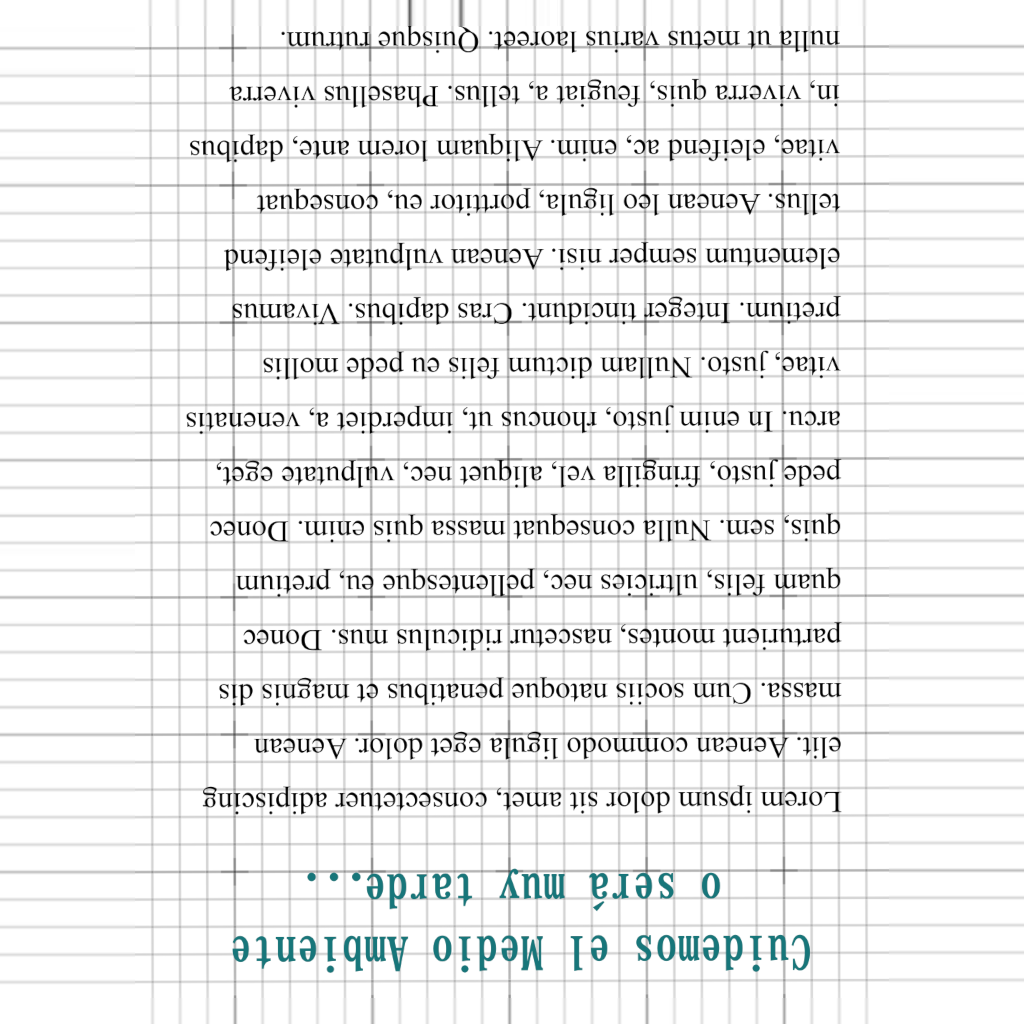 Cuidemos el Medio Ambiente
o será muy tarde...
Lorem ipsum dolor sit amet, consectetuer adipiscing
elit. Aenean commodo ligula eget dolor. Aenean
massa. Cum sociis natoque penatibus et magnis dis
parturient montes, nascetur ridiculus mus. Donec
quam felis, ultricies nec, pellentesque eu, pretium
quis, sem. Nulla consequat massa quis enim. Donec
pede justo, fringilla vel, aliquet nec, vulputate eget,
arcu. In enim justo, rhoncus ut, imperdiet a, venenatis
vitae, justo. Nullam dictum felis eu pede mollis
pretium. Integer tincidunt. Cras dapibus. Vivamus
elementum semper nisi. Aenean vulputate eleifend
tellus. Aenean leo ligula, porttitor eu, consequat
vitae, eleifend ac, enim. Aliquam lorem ante, dapibus
in, viverra quis, feugiat a, tellus. Phasellus viverra
nulla ut metus varius laoreet. Quisque rutrum.